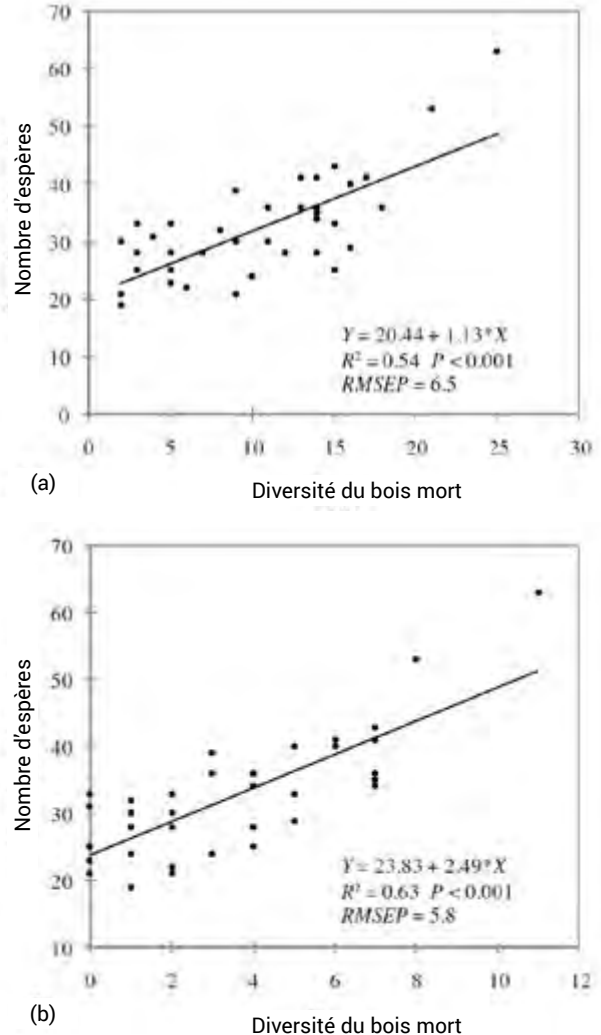 70
60
50
40
30
20
10
0
Nombre d'espères
Y = 20.44 + 1.13*X
R² = 0.54 P < 0.001
RMSEP = 6.5
0 5 10 15 20 25 30
(a)
Diversité du bois mort
70
60
50
40
30
20
10
Nombre d'espères
Y = 23.83 + 2.49*X
R² = 0.63 P < 0.001
RMSEP = 5.8
0 2 4 6 8 10 12
(b)
Diversité du bois mort